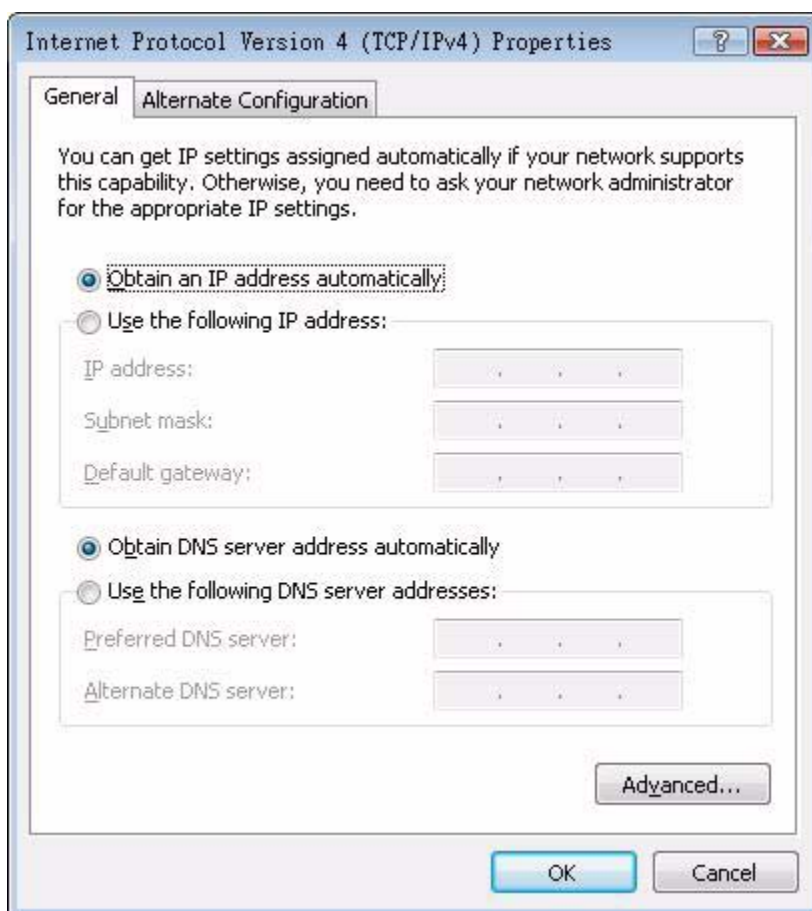 Internet Protocol Version 4 (TCP/IPv4) Properties
General
Alternate Configuration
You can get IP settings assigned automatically if your network supports
this capability. Otherwise, you need to ask your network administrator
for the appropriate IP settings.
Obtain an IP address automatically
Use the following IP address:
IP address:
Subnet mask:
Default gateway:
Obtain DNS server address automatically
Use the following DNS server addresses:
Preferred DNS server:
Alternate DNS server:
Advanced...
OK
Cancel